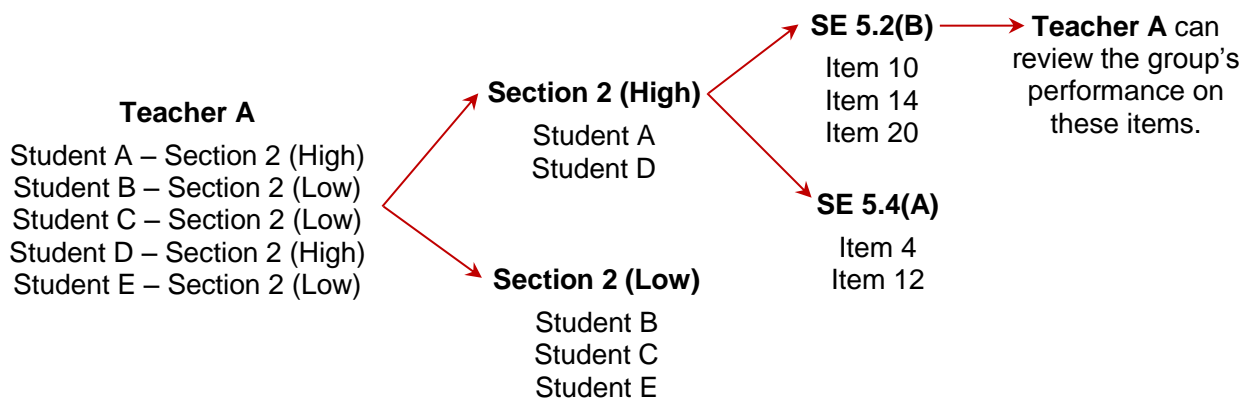 Teacher A
Student A – Section 2 (High)
Student B – Section 2 (Low)
Student C – Section 2 (Low)
Student D – Section 2 (High)
Student E – Section 2 (Low)
Section 2 (High)
Student A
Student D
Section 2 (Low)
Student B
Student C
Student E
SE 5.2(B)
Item 10
Item 14
Item 20
SE 5.4(A)
Item 4
Item 12
Teacher A can
review the group’s
performance on
these items.